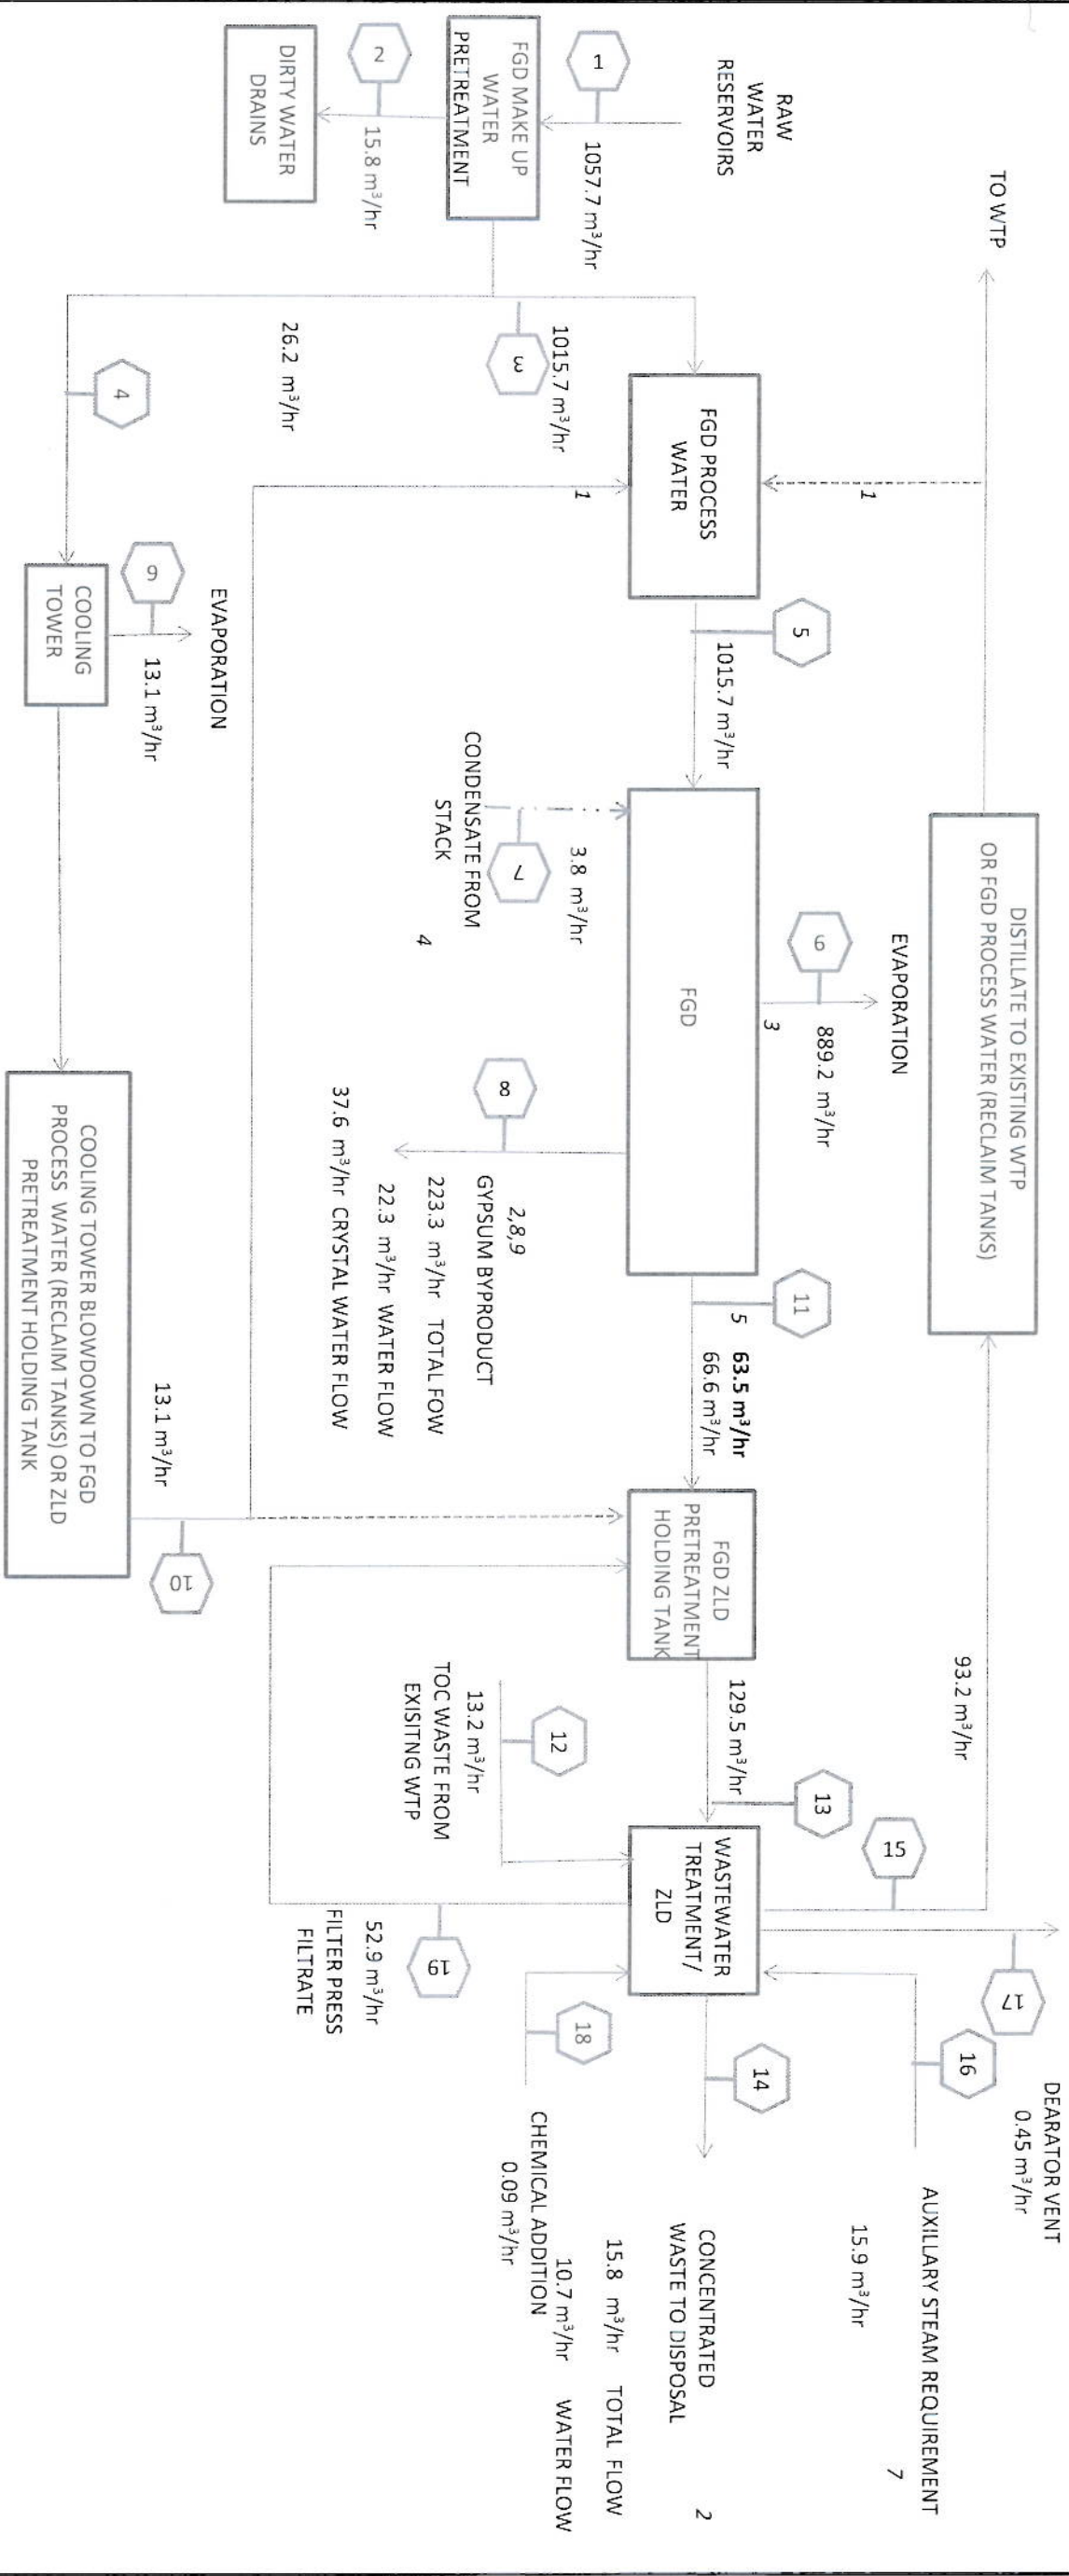 TO WTP
DISTILLATE TO EXISTING WTP
OR FGD PROCESS WATER (RECLAIM TANKS)
93.2 m³/hr
17
DEARATOR VENT
0.45 m³/hr
16
AUXILLARY STEAM REQUIREMENT
7
15.9 m³/hr
15
RAW
WATER
RESERVOIRS
1
1057.7 m³/hr
FGD MAKE UP
WATER
PRETREATMENT
2
15.8 m³/hr
DIRTY WATER
DRAINS
3
1015.7 m³/hr
1
FGD PROCESS
WATER
1
5
1015.7 m³/hr
EVAPORATION
6
889.2 m³/hr
3
FGD
7
3.8 m³/hr
CONDENSATE FROM
STACK
4
8
2,8,9
GYPSUM BYPRODUCT
223.3 m³/hr TOTAL FOW
22.3 m³/hr WATER FLOW
37.6 m³/hr CRYSTAL WATER FLOW
11
5
63.5 m³/hr
66.6 m³/hr
FGD ZLD
PRETREATMENT
HOLDING TANK
129.5 m³/hr
13
12
13.2 m³/hr
TOC WASTE FROM
EXISITNG WTP
WASTEWATER
TREATMENT/
ZLD
14
CONCENTRATED
WASTE TO DISPOSAL
2
15.8 m³/hr TOTAL FLOW
10.7 m³/hr WATER FLOW
18
CHEMICAL ADDITION
0.09 m³/hr
19
52.9 m³/hr
FILTER PRESS
FILTRATE
26.2 m³/hr
4
EVAPORATION
9
13.1 m³/hr
COOLING
TOWER
13.1 m³/hr
10
COOLING TOWER BLOWDOWN TO FGD
PROCESS WATER (RECLAIM TANKS) OR ZLD
PRETREATMENT HOLDING TANK